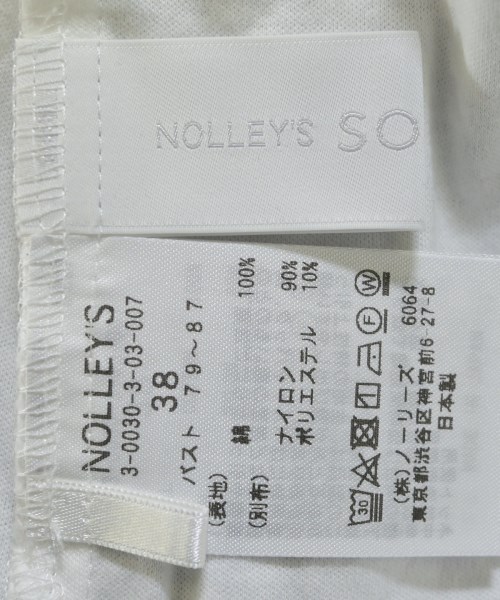 NOLLEY'S SO
NOLLEY'S
3-0030-3-03-007
38
バスト 79～87
(表地) 綿 100%
(別布) ナイロン 90%
ポリエステル 10%
30 F W
(株)ノーリーズ 6064
東京都渋谷区神宮前6-27-8
日本製